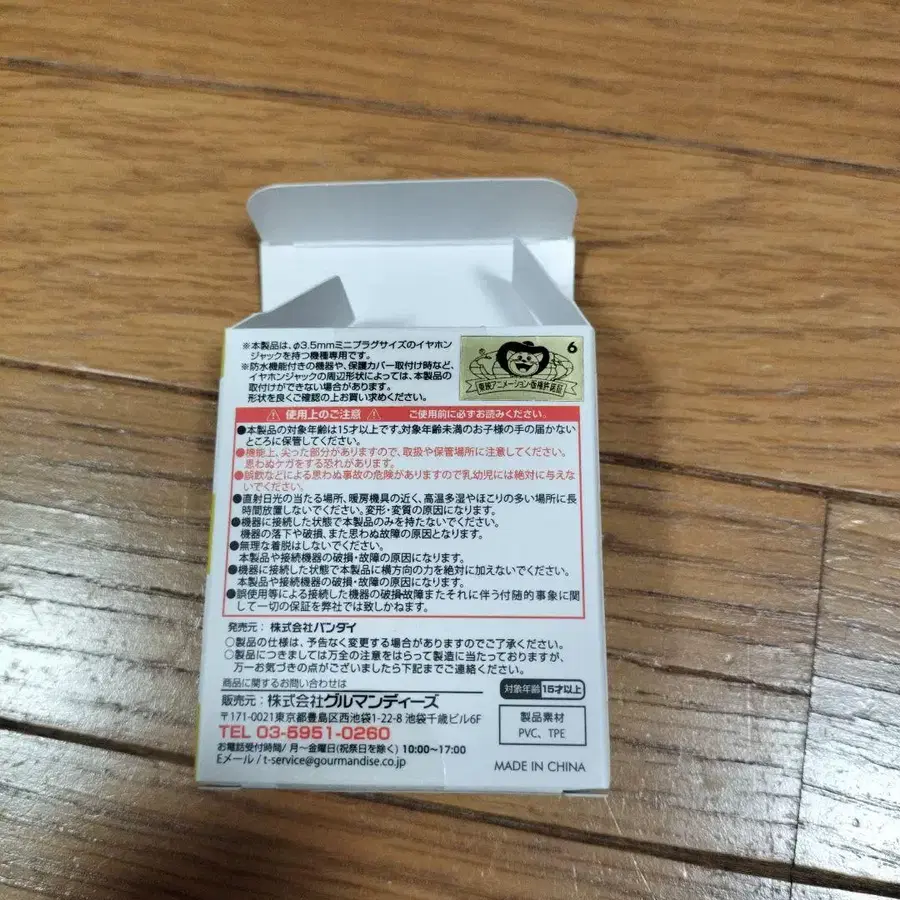 ※本製品は、φ3.5mmミニプラグサイズのイヤホン
ジャックを持つ機種専用です。
※防水機能付きの機器や、保護カバー取付け時など、
イヤホンジャックの周辺形状によっては、本製品の
取付けができない場合があります。
形状を良くご確認の上お買い求めください。
6
東映アニメーション・版権許諾証
使用上のご注意 ご使用前に必ずお読みください。
●本製品の対象年齢は15才以上です。対象年齢未満のお子様の手の届かない
ところに保管してください。
●機能上、尖った部分がありますので、取扱や保管場所に注意してください。
思わぬケガをする恐れがあります。
●誤飲などによる思わぬ事故の危険がありますので乳幼児には絶対に与えな
いでください。
●直射日光の当たる場所、暖房機具の近く、高温多湿やほこりの多い場所に長
時間放置しないでください。変形・変質の原因になります。
●機器に接続した状態で本製品のみを持たないでください。
機器の落下や破損、また思わぬ故障の原因となります。
●無理な着脱はしないでください。
本製品や接続機器の破損・故障の原因になります。
●機器に接続した状態で本製品に横方向の力を絶対に加えないでください。
本製品や接続機器の破損・故障の原因になります。
●誤使用等による接続した機器の破損・故障またそれに伴う付随的事象に関
して一切の保証を弊社では致しかねます。
発売元：株式会社バンダイ
○製品の仕様は、予告なく変更する場合がありますのでご了承ください。
○製品につきましては万全の注意をはらって製造に当たっておりますが、
万一お気づきの点がございましたら下記までご連絡ください。
商品に関するお問い合わせは
販売元：株式会社グルマンディーズ
〒171-0021東京都豊島区西池袋1-22-8 池袋千歳ビル6F
TEL 03-5951-0260
お電話受付時間/ 月〜金曜日(祝祭日を除く) 10:00〜17:00
Eメール / t-service@gourmandise.co.jp
対象年齢 15才以上
製品素材
PVC、TPE
MADE IN CHINA